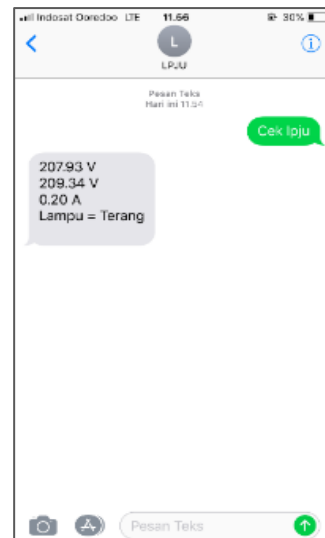 Indosat Ooredoo LTE 11.56 30%
L
LPJU
Pesan Teks
Hari ini 11.54
Cek lpju
207.93 V
209.34 V
0.20 A
Lampu = Terang
Pesan Teks